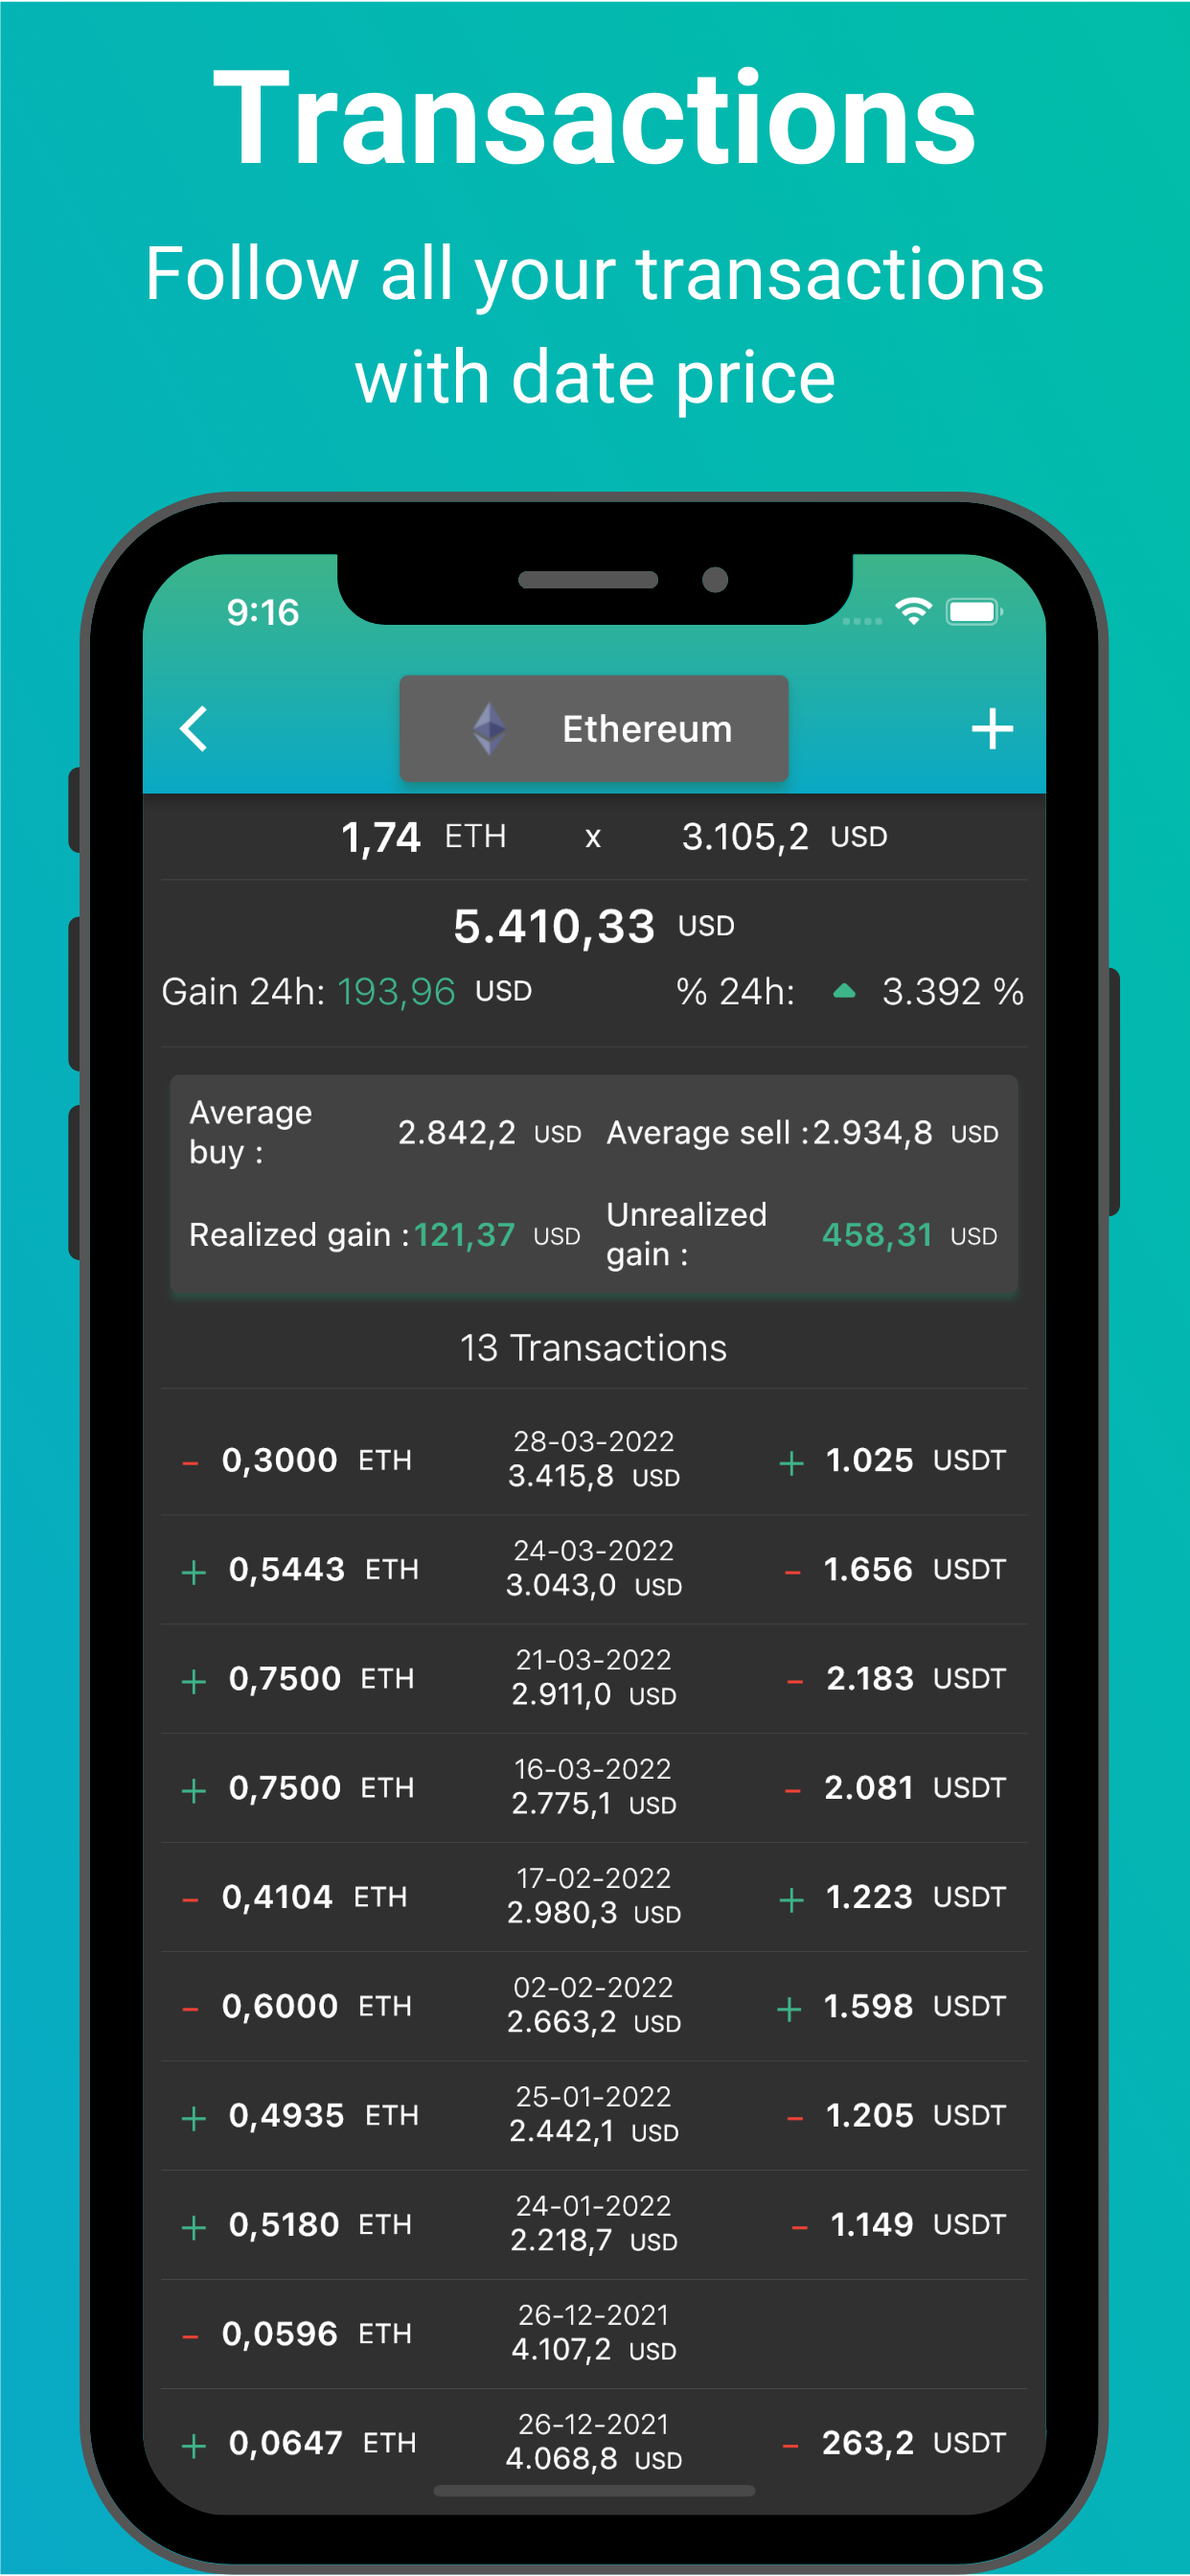 Transactions
Follow all your transactions
with date price
9:16
Ethereum
1,74 ETH x 3.105,2 USD
5.410,33 USD
Gain 24h: 193,96 USD % 24h: 3.392 %
Average
buy : 2.842,2 USD Average sell : 2.934,8 USD
Realized gain : 121,37 USD Unrealized
gain : 458,31 USD
13 Transactions
28-03-2022
- 0,3000 ETH 3.415,8 USD + 1.025 USDT
24-03-2022
+ 0,5443 ETH 3.043,0 USD - 1.656 USDT
21-03-2022
+ 0,7500 ETH 2.911,0 USD - 2.183 USDT
16-03-2022
+ 0,7500 ETH 2.775,1 USD - 2.081 USDT
17-02-2022
- 0,4104 ETH 2.980,3 USD + 1.223 USDT
02-02-2022
- 0,6000 ETH 2.663,2 USD + 1.598 USDT
25-01-2022
+ 0,4935 ETH 2.442,1 USD - 1.205 USDT
24-01-2022
+ 0,5180 ETH 2.218,7 USD - 1.149 USDT
26-12-2021
- 0,0596 ETH 4.107,2 USD
26-12-2021
+ 0,0647 ETH 4.068,8 USD - 263,2 USDT